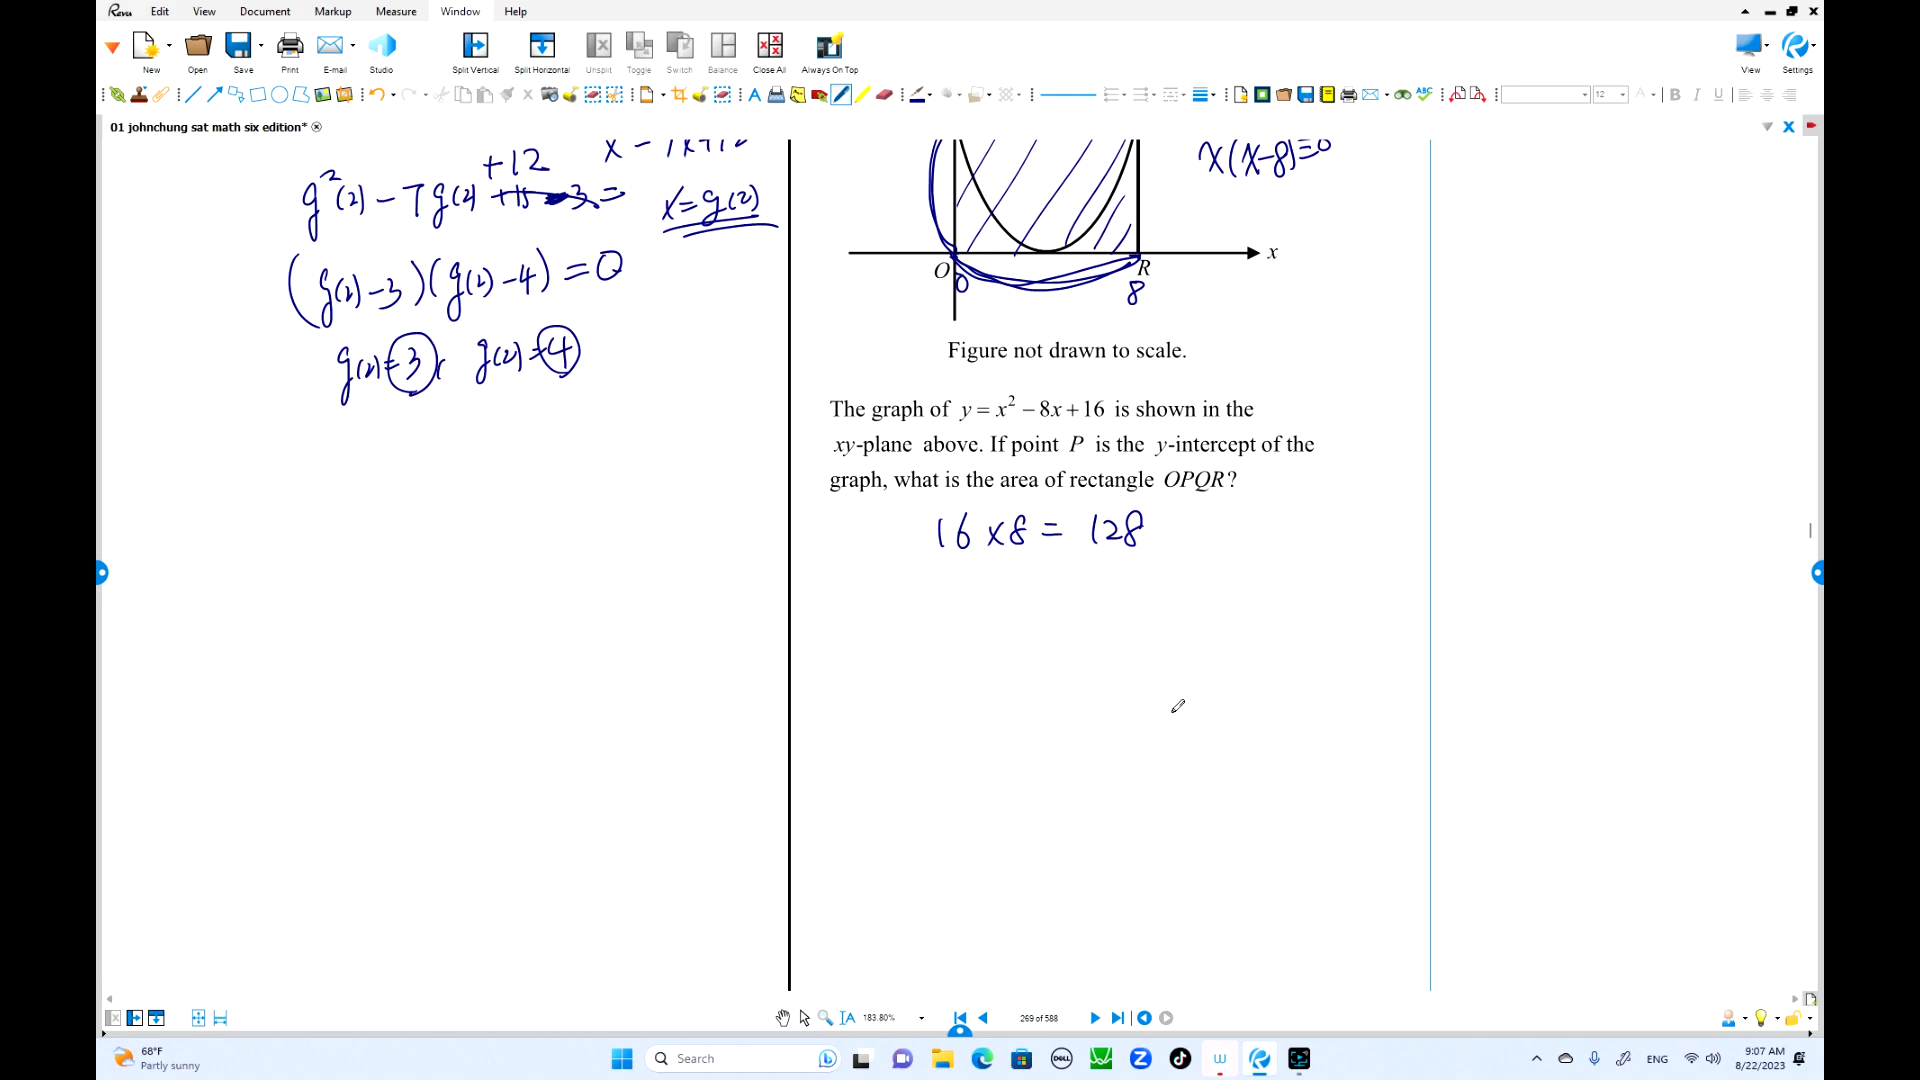 Revu Edit View Document Markup Measure Window Help
New Open Save Print E-mail Studio Split Vertical Split Horizontal Unsplit Toggle Switch Balance Close All Always On Top View Settings
12
01 johnchung sat math six edition*
+12
g²(2) - 7g(2) +15 -3 =
x = g(2)
(g(2)-3)(g(2)-4) = 0
g(2)=3, g(2)=4
x(x-8)=0
x
O R
0 8
Figure not drawn to scale.
The graph of y = x² − 8x + 16 is shown in the
xy-plane above. If point P is the y-intercept of the
graph, what is the area of rectangle OPQR?
16 x 8 = 128
183.80% 269 of 588
68°F
Partly sunny
Search
ENG
9:07 AM
8/22/2023